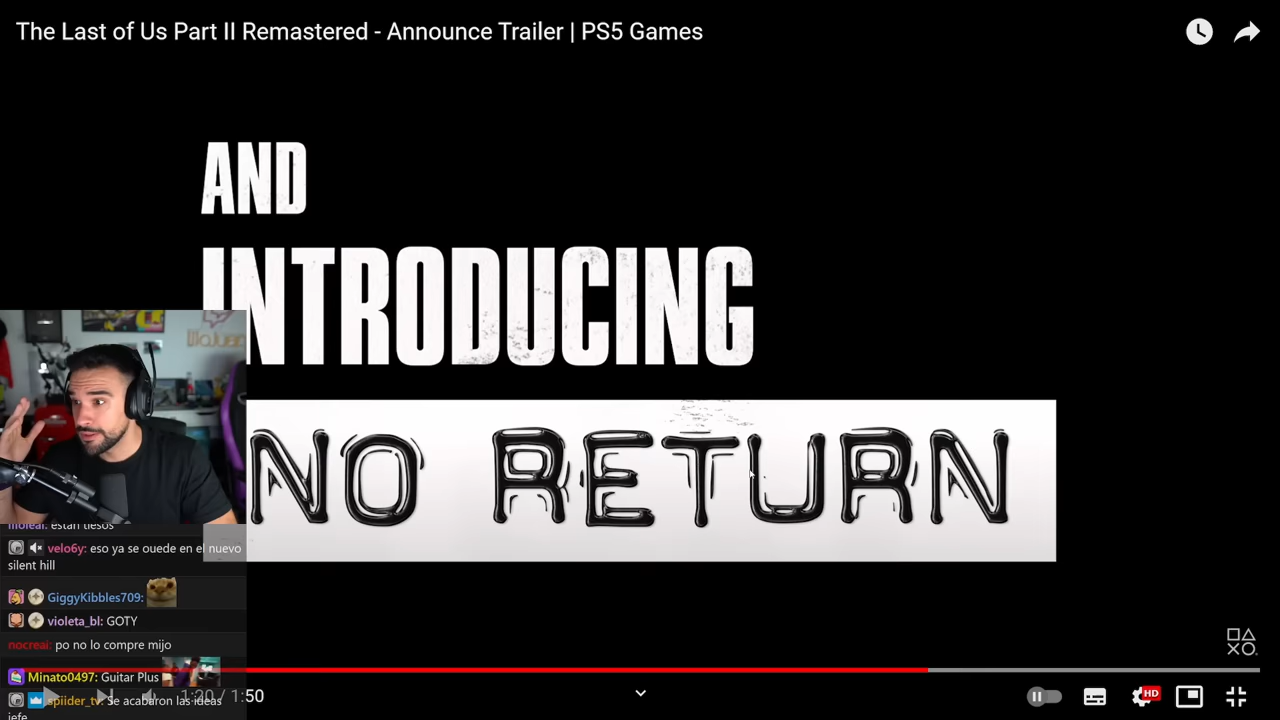 The Last of Us Part II Remastered - Announce Trailer | PS5 Games
AND
INTRODUCING
NO RETURN
estan tiesos
velo6y: eso ya se ouede en el nuevo
silent hill
GiggyKibbles709:
violeta_bl: GOTY
nocreai: po no lo compre mijo
Minato0497: Guitar Plus
spiider_tv: Se acabaron las ideas
jefe
1:20 / 1:50
HD